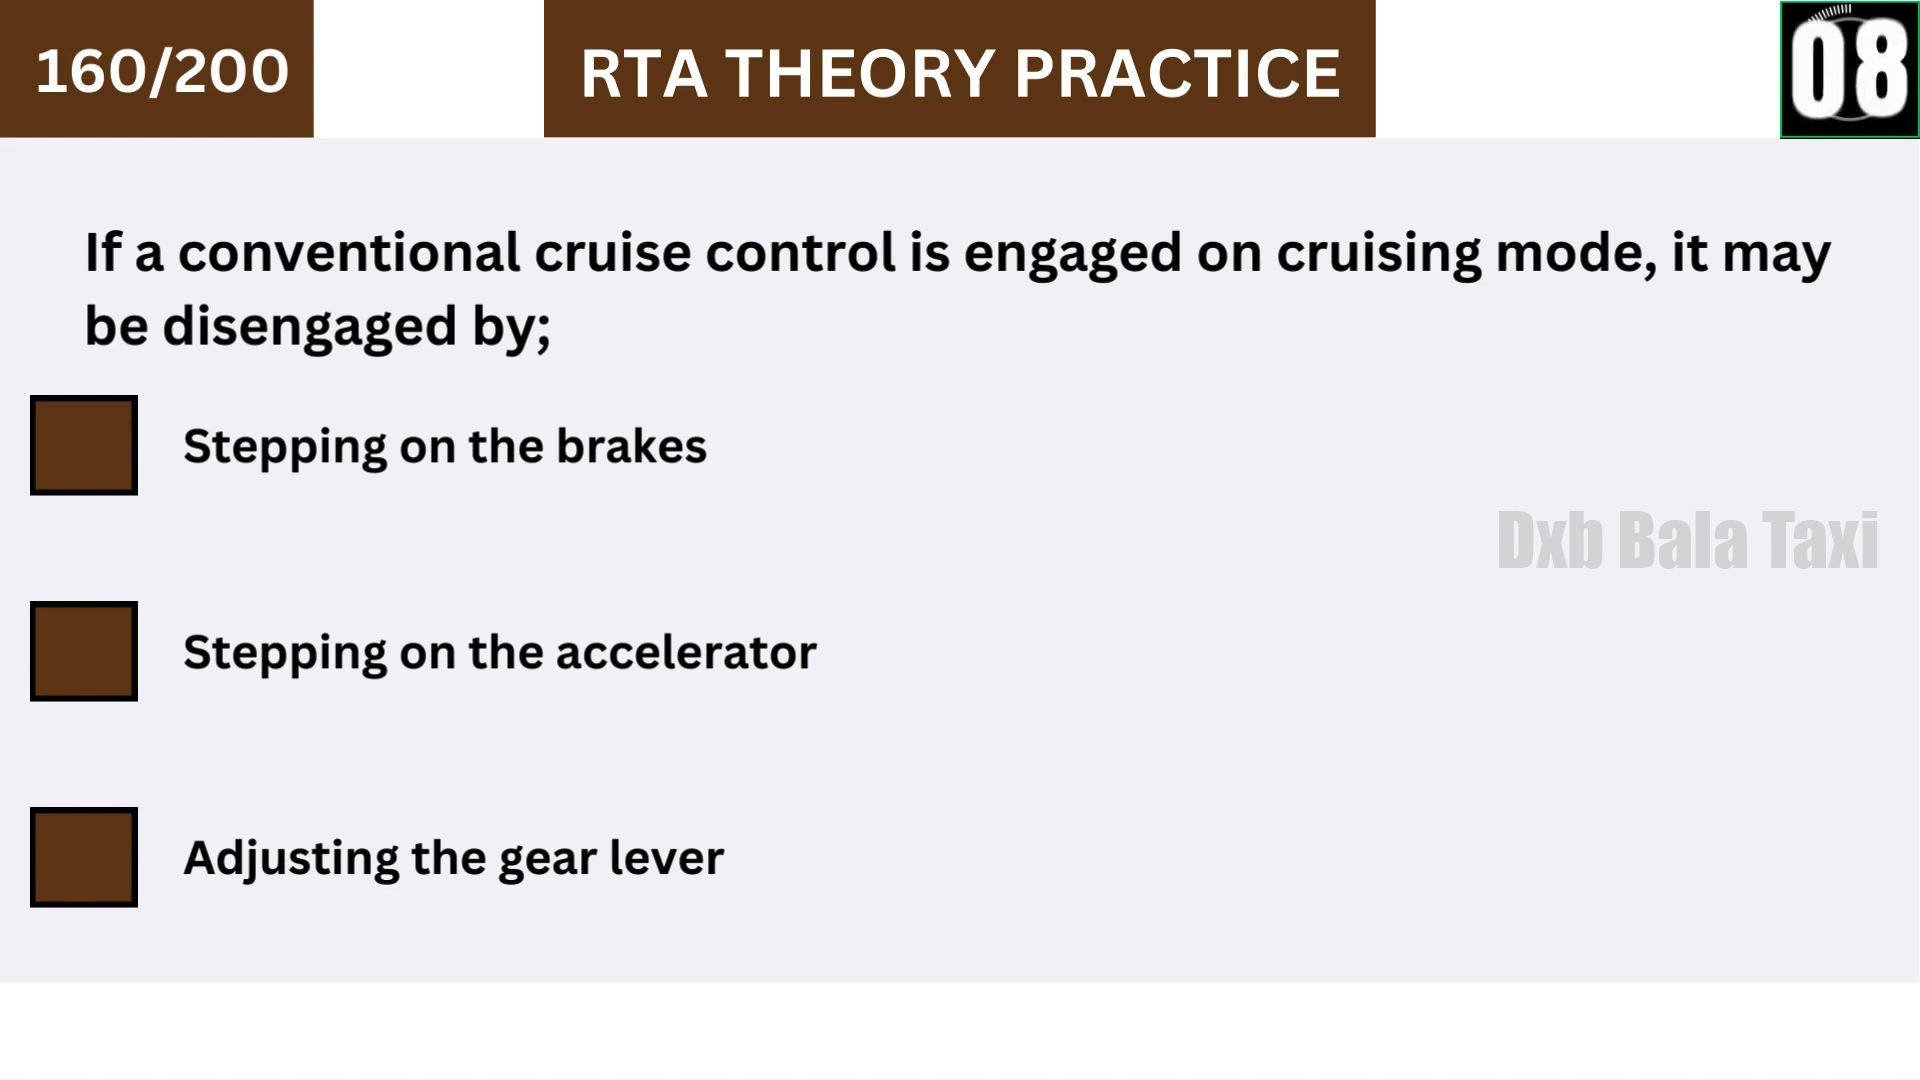 160/200
RTA THEORY PRACTICE
08
If a conventional cruise control is engaged on cruising mode, it may
be disengaged by;
Stepping on the brakes
Dxb Bala Taxi
Stepping on the accelerator
Adjusting the gear lever